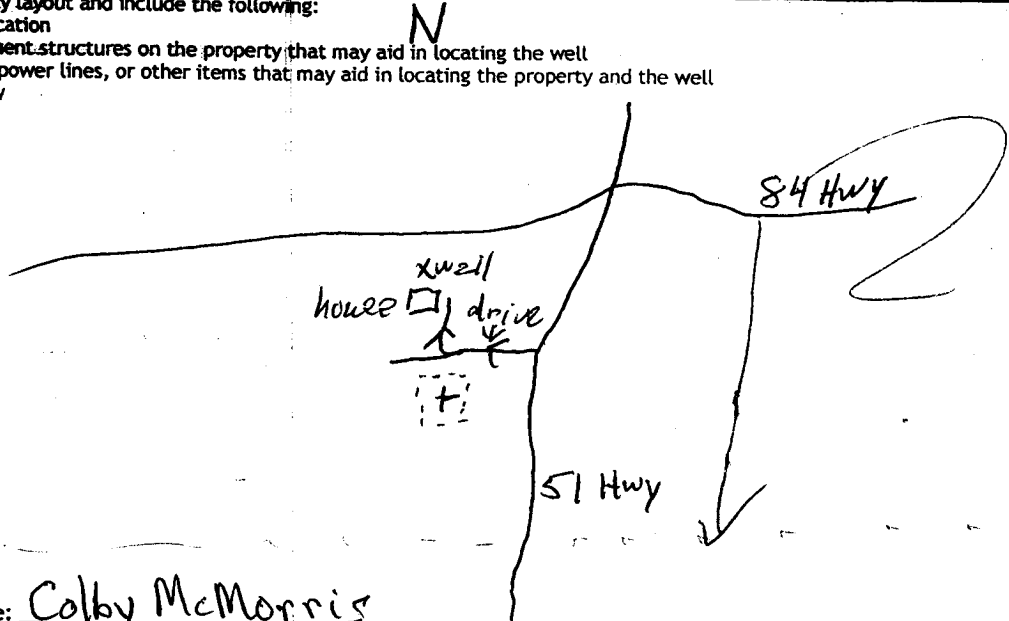 y layout and include the following:
cation
N
ent structures on the property that may aid in locating the well
power lines, or other items that may aid in locating the property and the well
84 Hwy
xwell
house
drive
51 Hwy
e: Colby McMorris